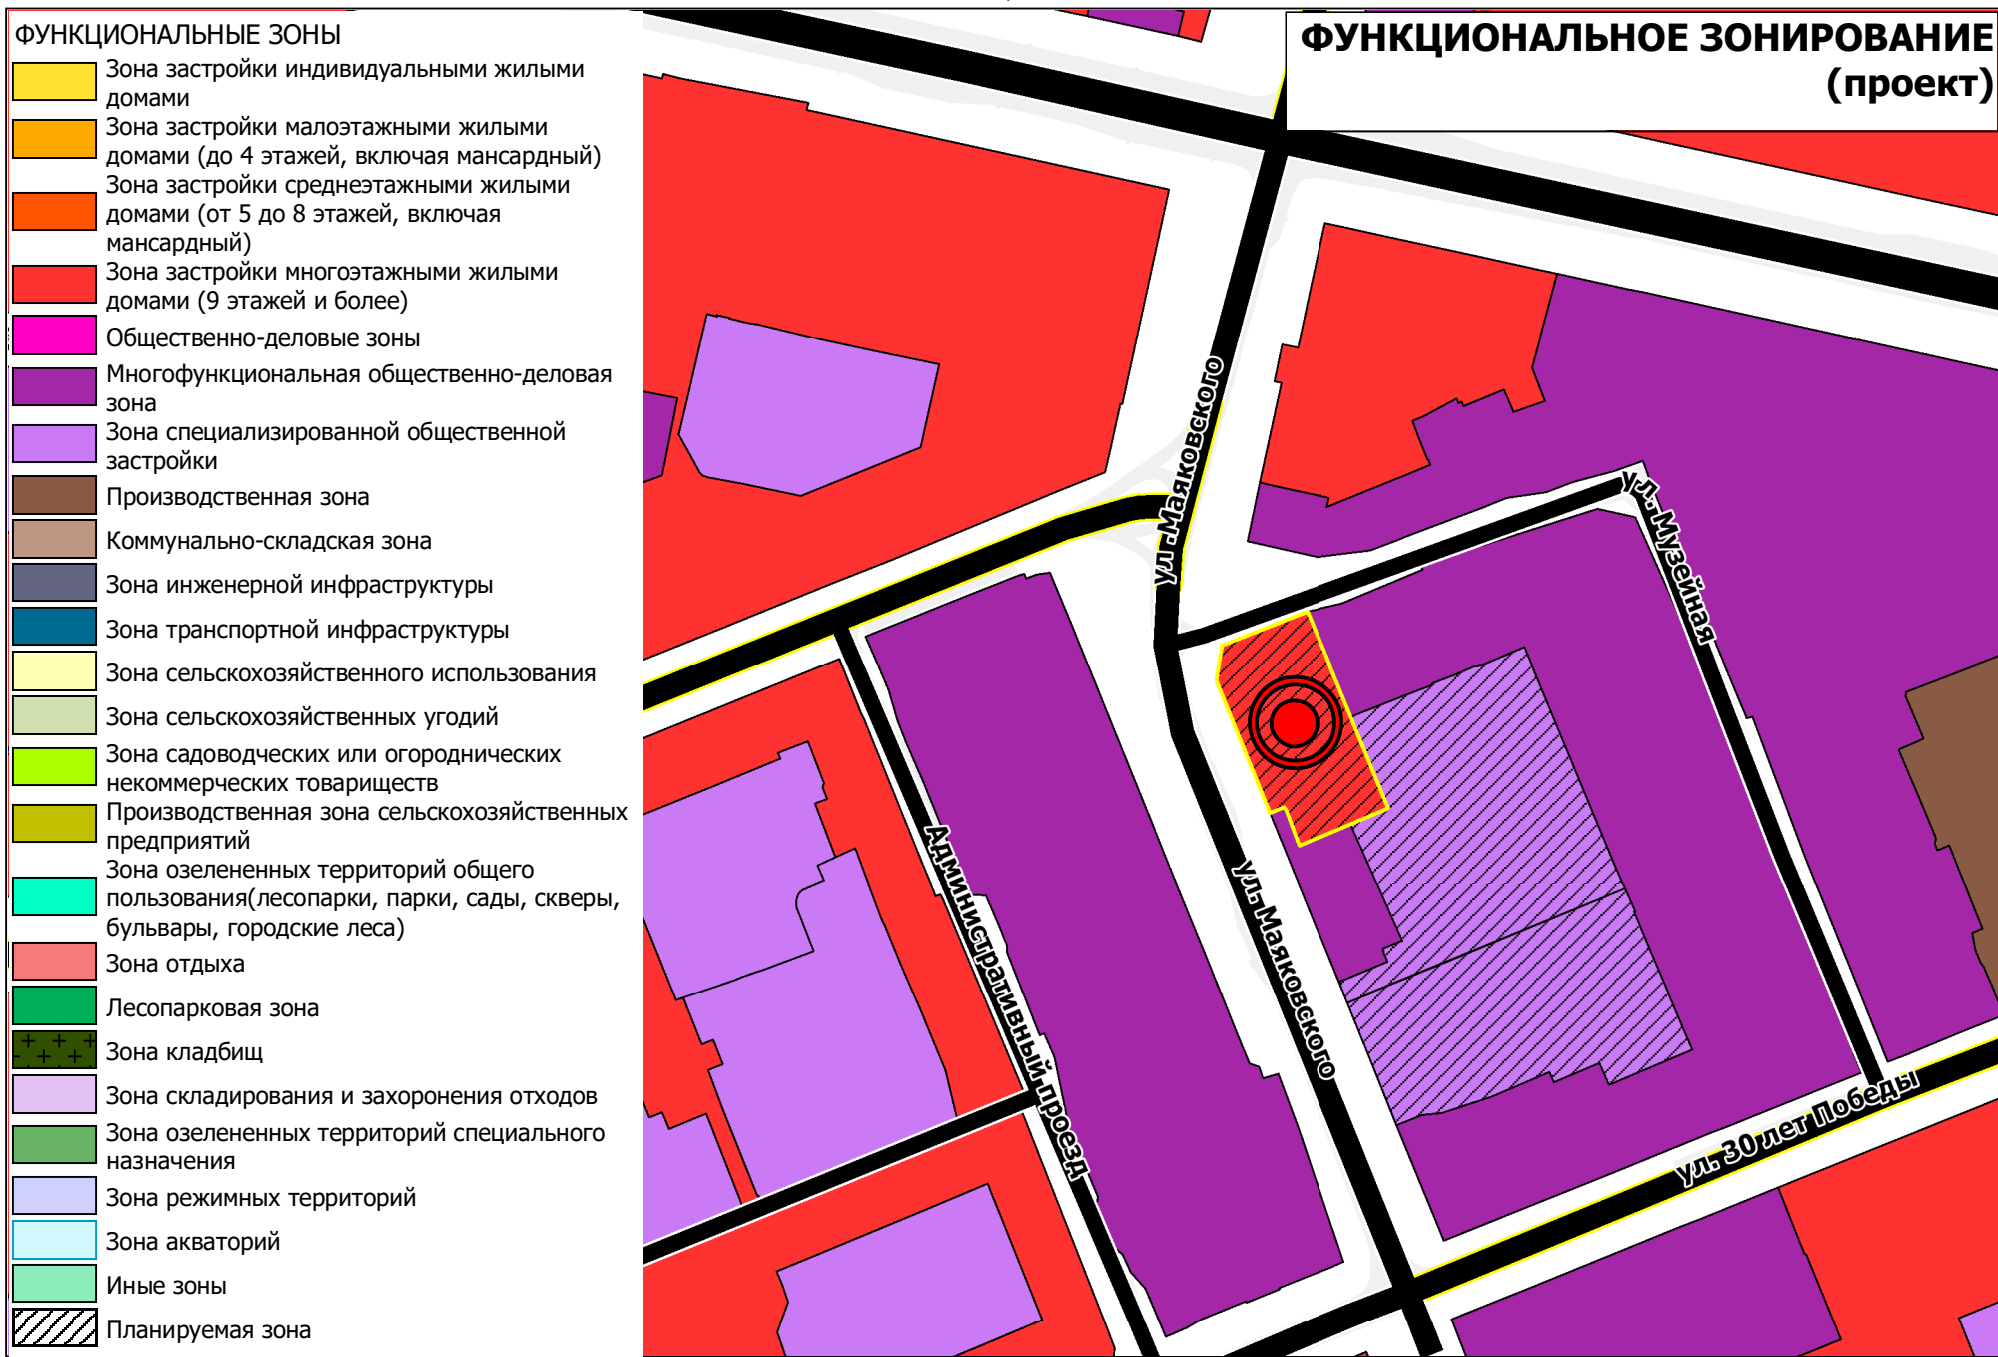 ФУНКЦИОНАЛЬНЫЕ ЗОНЫ
Зона застройки индивидуальными жилыми
домами
Зона застройки малоэтажными жилыми
домами (до 4 этажей, включая мансардный)
Зона застройки среднеэтажными жилыми
домами (от 5 до 8 этажей, включая
мансардный)
Зона застройки многоэтажными жилыми
домами (9 этажей и более)
Общественно-деловые зоны
Многофункциональная общественно-деловая
зона
Зона специализированной общественной
застройки
Производственная зона
Коммунально-складская зона
Зона инженерной инфраструктуры
Зона транспортной инфраструктуры
Зона сельскохозяйственного использования
Зона сельскохозяйственных угодий
Зона садоводческих или огороднических
некоммерческих товариществ
Производственная зона сельскохозяйственных
предприятий
Зона озелененных территорий общего
пользования(лесопарки, парки, сады, скверы,
бульвары, городские леса)
Зона отдыха
Лесопарковая зона
Зона кладбищ
Зона складирования и захоронения отходов
Зона озелененных территорий специального
назначения
Зона режимных территорий
Зона акваторий
Иные зоны
Планируемая зона
ФУНКЦИОНАЛЬНОЕ ЗОНИРОВАНИЕ
(проект)
ул. Маяковского
ул. Музейная
Административный проезд
ул. Маяковского
ул. 30 лет Победы